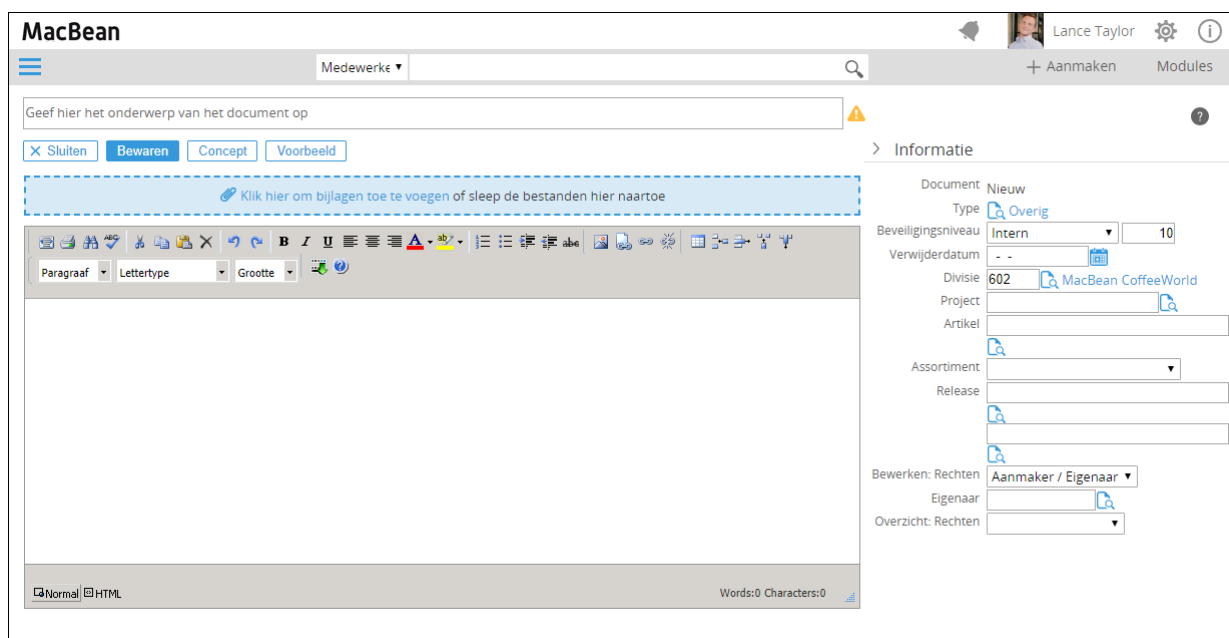 MacBean
Lance Taylor
Medewerke
+ Aanmaken Modules
Geef hier het onderwerp van het document op
X Sluiten Bewaren Concept Voorbeeld
Klik hier om bijlagen toe te voegen of sleep de bestanden hier naartoe
ABC B I U A ab abc
Paragraaf Lettertype Grootte
Normal HTML Words:0 Characters:0
Informatie
Document Nieuw
Type Overig
Beveiligingsniveau Intern 10
Verwijderdatum - -
Divisie 602 MacBean CoffeeWorld
Project
Artikel
Assortiment
Release
Bewerken: Rechten Aanmaker / Eigenaar
Eigenaar
Overzicht: Rechten